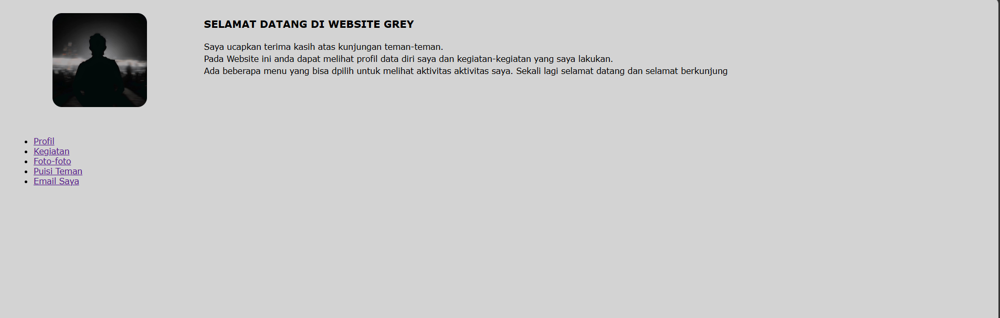 SELAMAT DATANG DI WEBSITE GREY
Saya ucapkan terima kasih atas kunjungan teman-teman.
Pada Website ini anda dapat melihat profil data diri saya dan kegiatan-kegiatan yang saya lakukan.
Ada beberapa menu yang bisa dpilih untuk melihat aktivitas aktivitas saya. Sekali lagi selamat datang dan selamat berkunjung
Profil
Kegiatan
Foto-foto
Puisi Teman
Email Saya